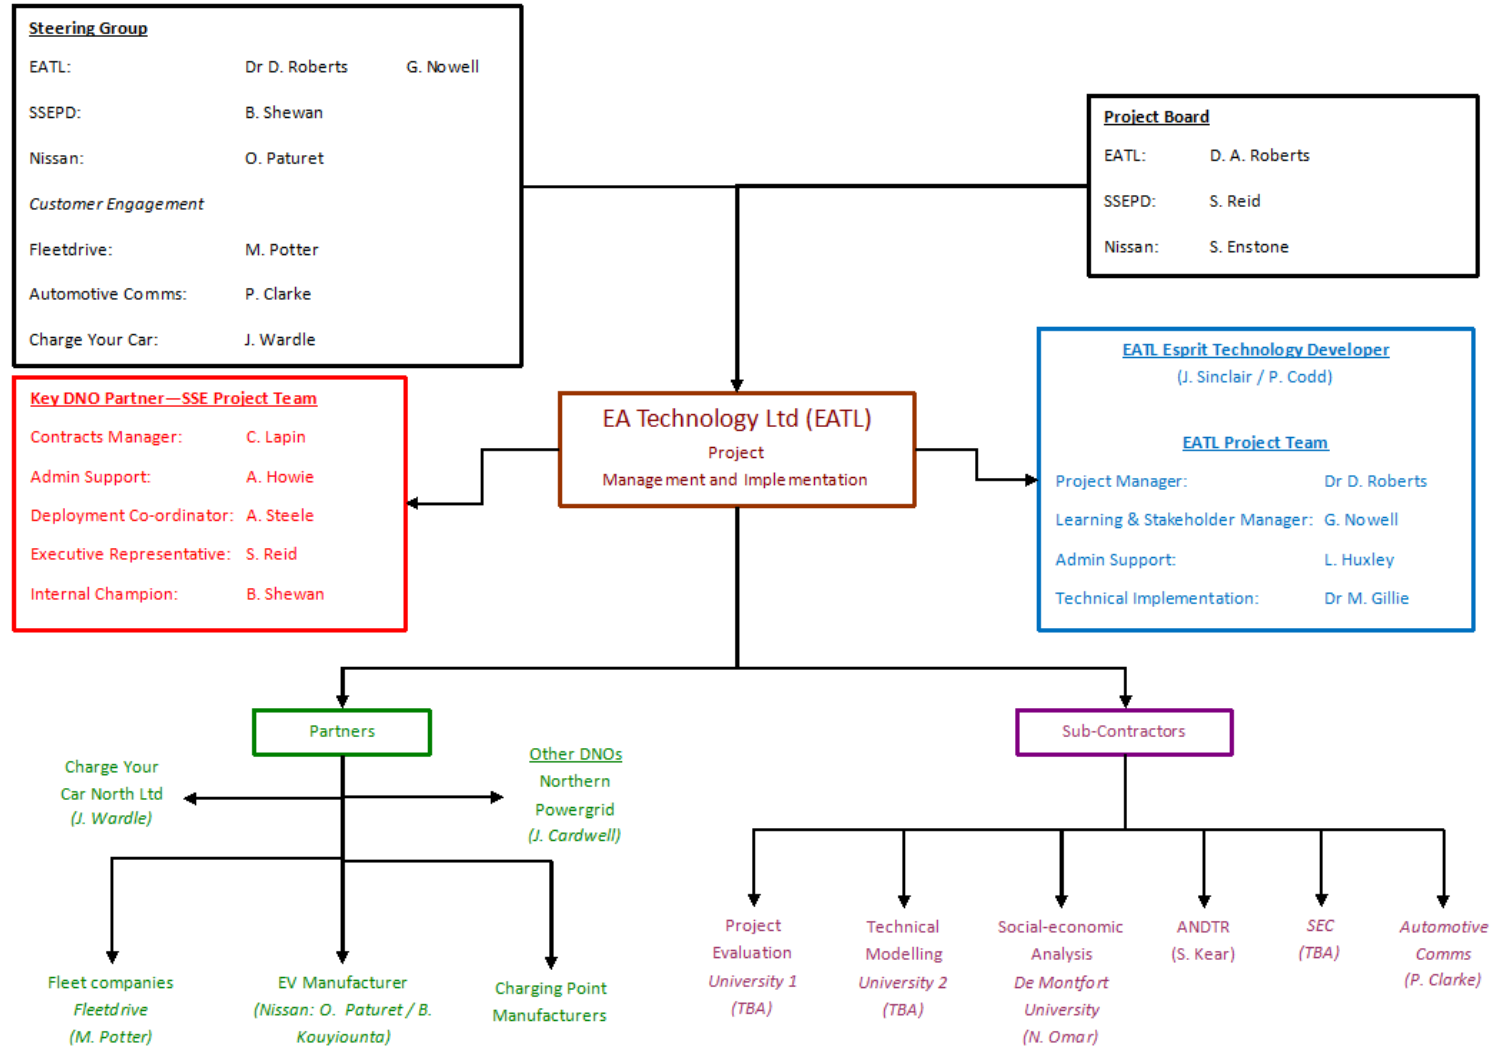 Steering Group
EATL: Dr D. Roberts G. Nowell
SSEPD: B. Shewan
Nissan: O. Paturet
Customer Engagement
Fleetdrive: M. Potter
Automotive Comms: P. Clarke
Charge Your Car: J. Wardle
Project Board
EATL: D. A. Roberts
SSEPD: S. Reid
Nissan: S. Enstone
Key DNO Partner—SSE Project Team
Contracts Manager: C. Lapin
Admin Support: A. Howie
Deployment Co-ordinator: A. Steele
Executive Representative: S. Reid
Internal Champion: B. Shewan
EA Technology Ltd (EATL)
Project
Management and Implementation
EATL Esprit Technology Developer
(J. Sinclair / P. Codd)
EATL Project Team
Project Manager: Dr D. Roberts
Learning & Stakeholder Manager: G. Nowell
Admin Support: L. Huxley
Technical Implementation: Dr M. Gillie
Partners
Charge Your
Car North Ltd
(J. Wardle)
Other DNOs
Northern
Powergrid
(J. Cardwell)
Fleet companies
Fleetdrive
(M. Potter)
EV Manufacturer
(Nissan: O. Paturet / B.
Kouyiounta)
Charging Point
Manufacturers
Sub-Contractors
Project
Evaluation
University 1
(TBA)
Technical
Modelling
University 2
(TBA)
Social-economic
Analysis
De Montfort
University
(N. Omar)
ANDTR
(S. Kear)
SEC
(TBA)
Automotive
Comms
(P. Clarke)